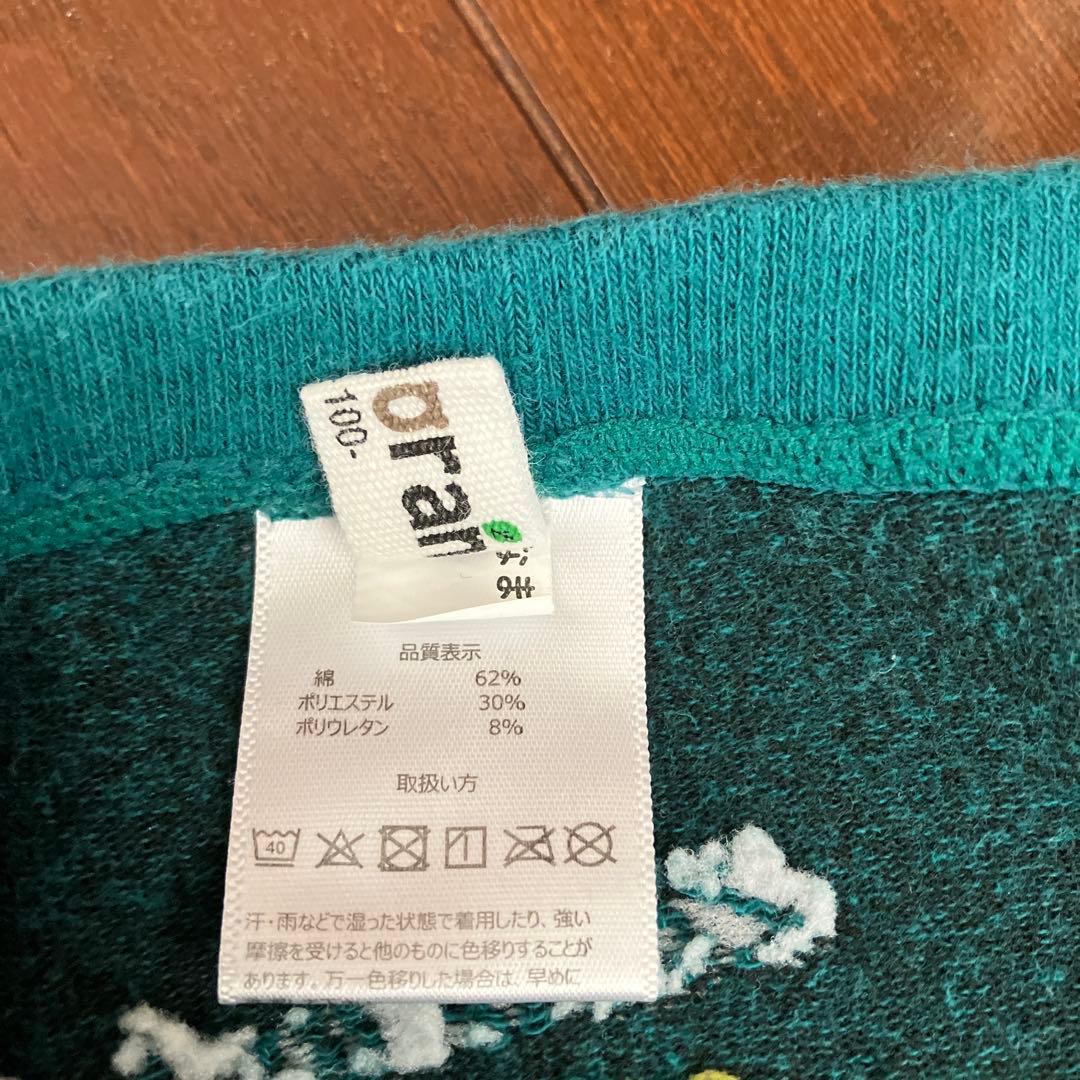 100-
arari
品質表示
綿 62%
ポリエステル 30%
ポリウレタン 8%
取扱い方
40
汗・雨などで湿った状態で着用したり、強い
摩擦を受けると他のものに色移りすることが
あります。万一色移りした場合は、早めに